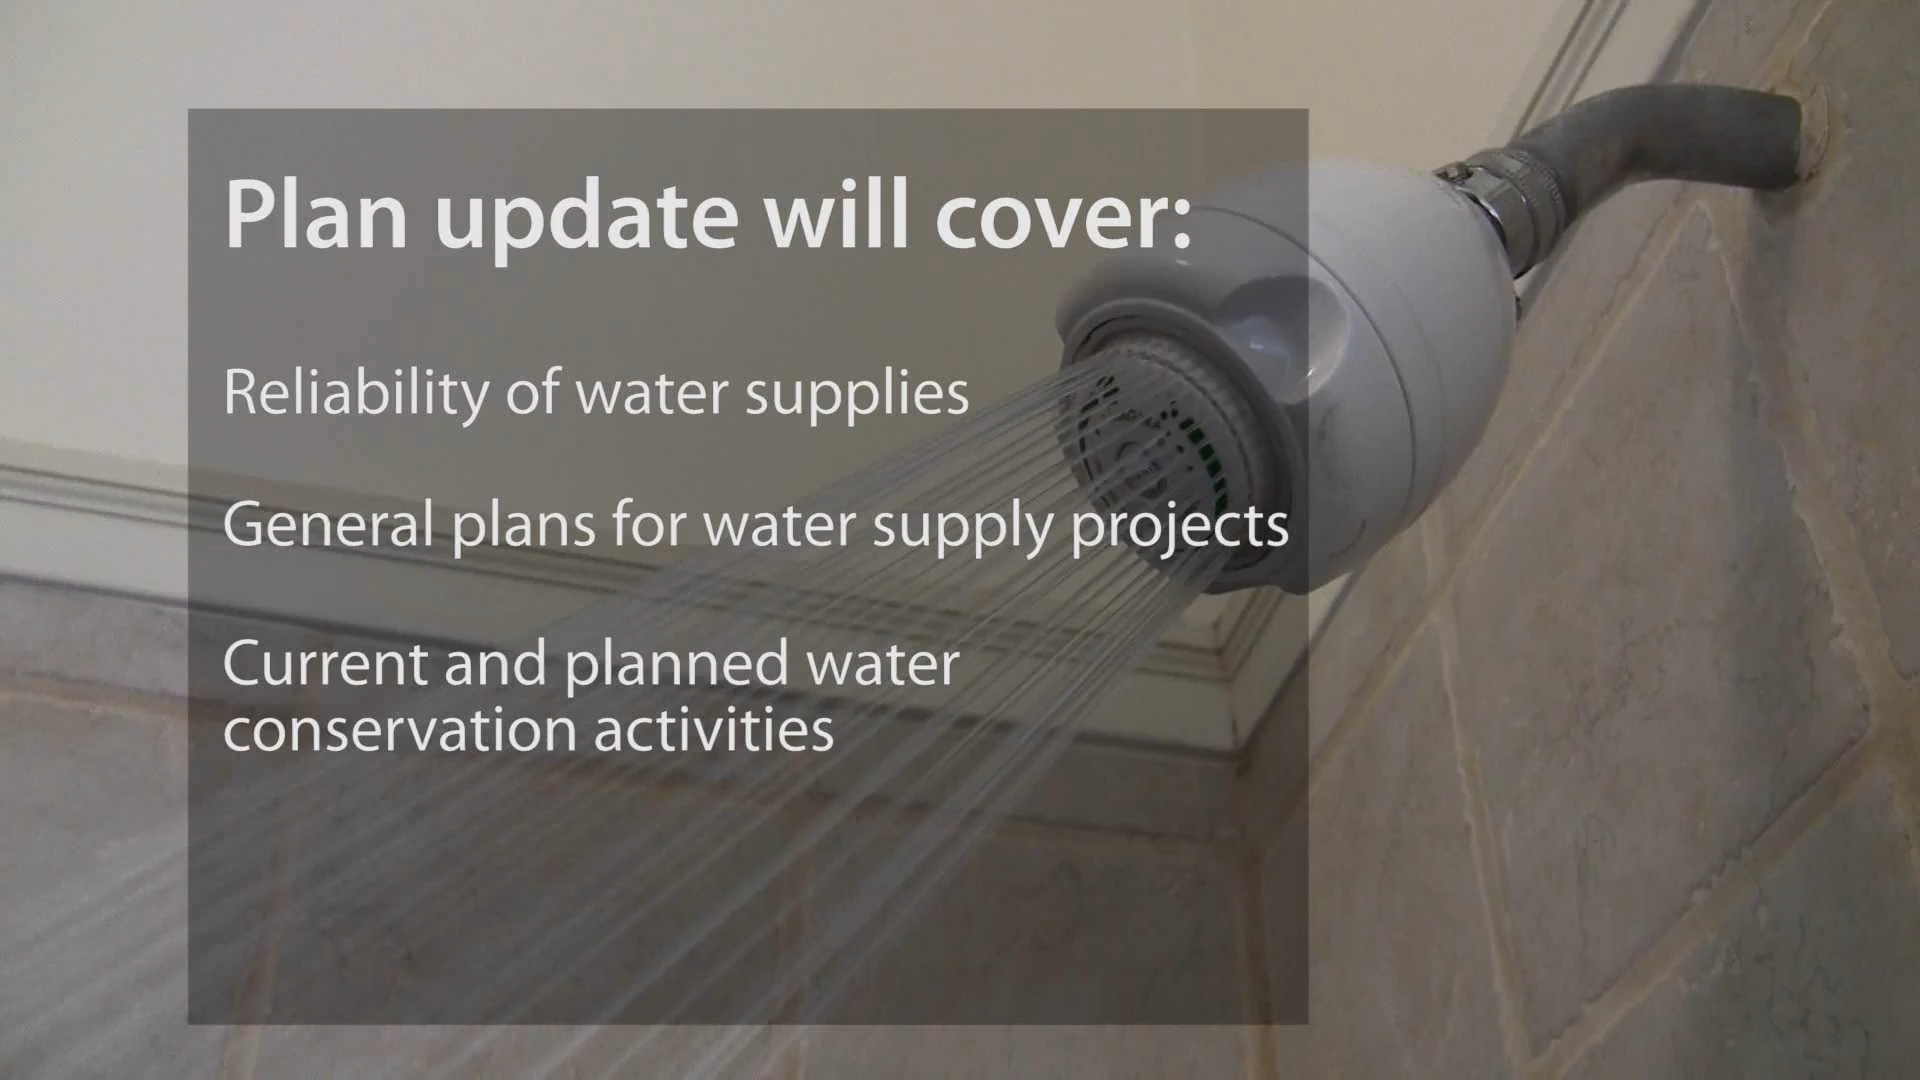 Plan update will cover:
Reliability of water supplies
General plans for water supply projects
Current and planned water
conservation activities